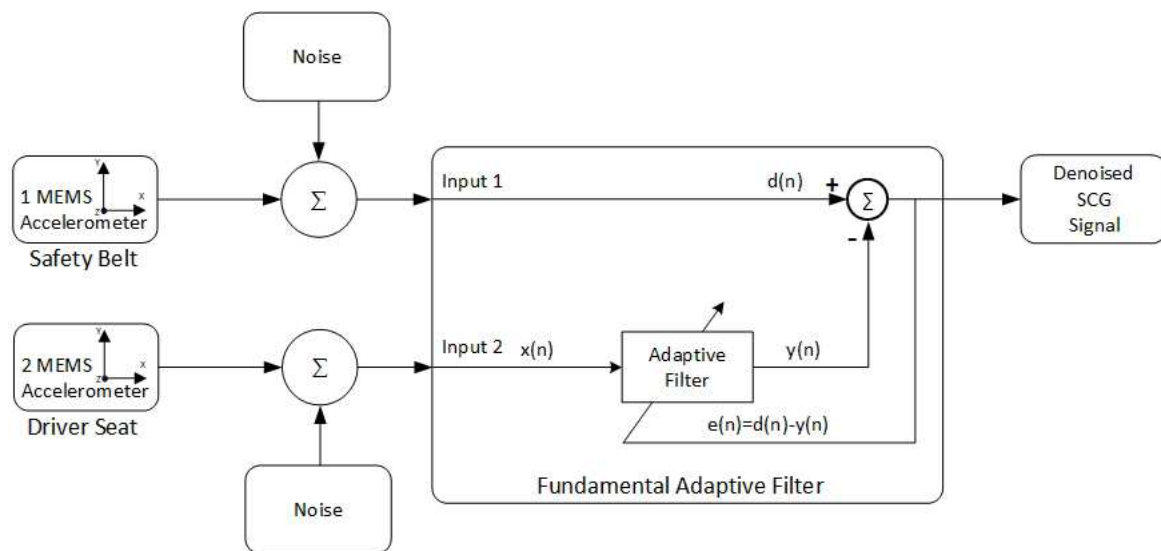 Noise
Y
1 MEMS
X
Z
Accelerometer
Safety Belt
Σ
Input 1
d(n)
+
Σ
-
Denoised
SCG
Signal
Y
2 MEMS
X
Z
Accelerometer
Driver Seat
Σ
Input 2
x(n)
Adaptive
Filter
y(n)
e(n)=d(n)-y(n)
Fundamental Adaptive Filter
Noise